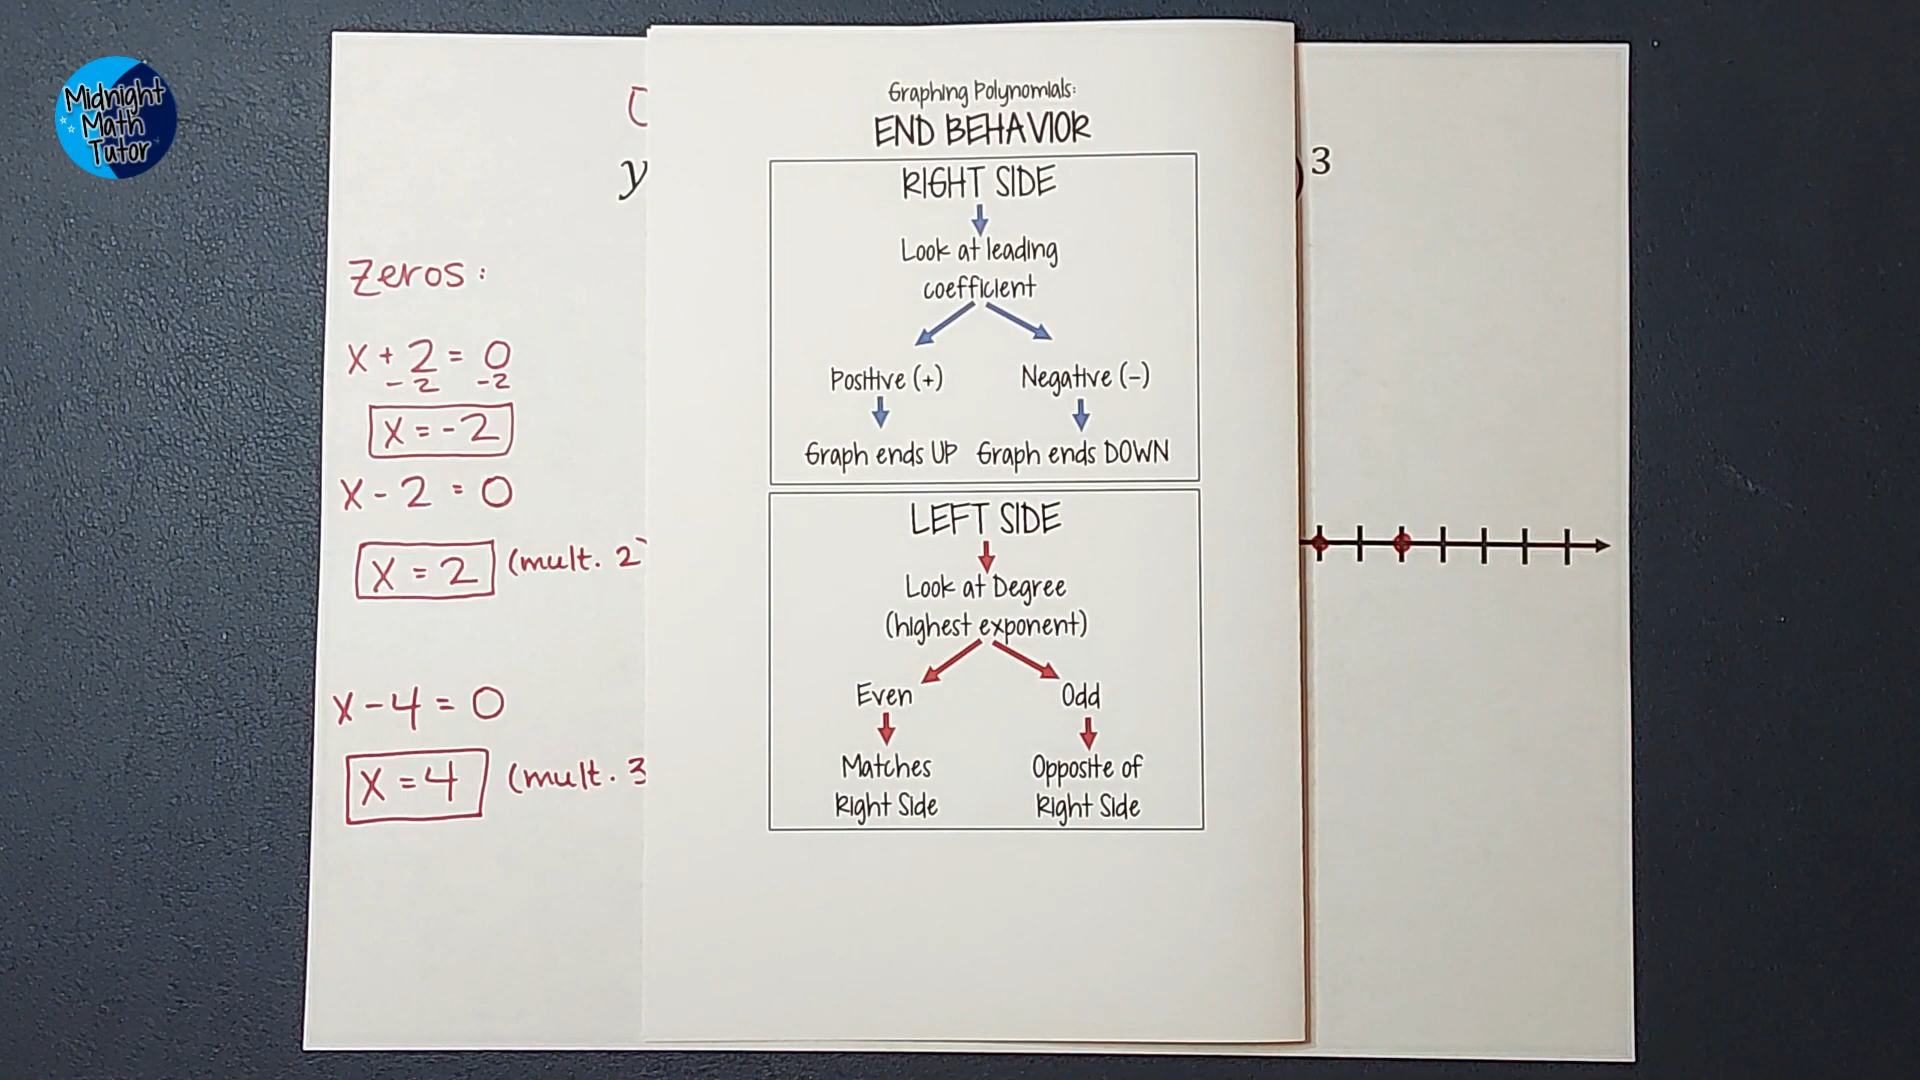 Midnight
Math
Tutor
y
3
Zeros:
x + 2 = 0
- 2 -2
x = -2
x - 2 = 0
x = 2 (mult. 2)
x - 4 = 0
x = 4 (mult. 3
Graphing Polynomials:
END BEHAVIOR
RIGHT SIDE
Look at leading
coefficient
Positive (+) Negative (-)
Graph ends UP Graph ends DOWN
LEFT SIDE
Look at Degree
(highest exponent)
Even Odd
Matches Opposite of
Right Side Right Side